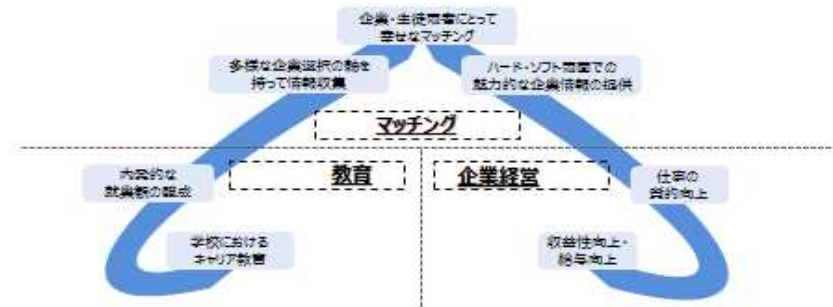 企業・生徒両者にとって
幸せなマッチング
多様な企業選択の軸を
持って情報収集
ハード・ソフト両面での
魅力的な企業情報の提供
マッチング
内発的な
就業観の醸成
教育
企業経営
仕事の
質的向上
学校における
キャリア教育
収益性向上・
給与向上